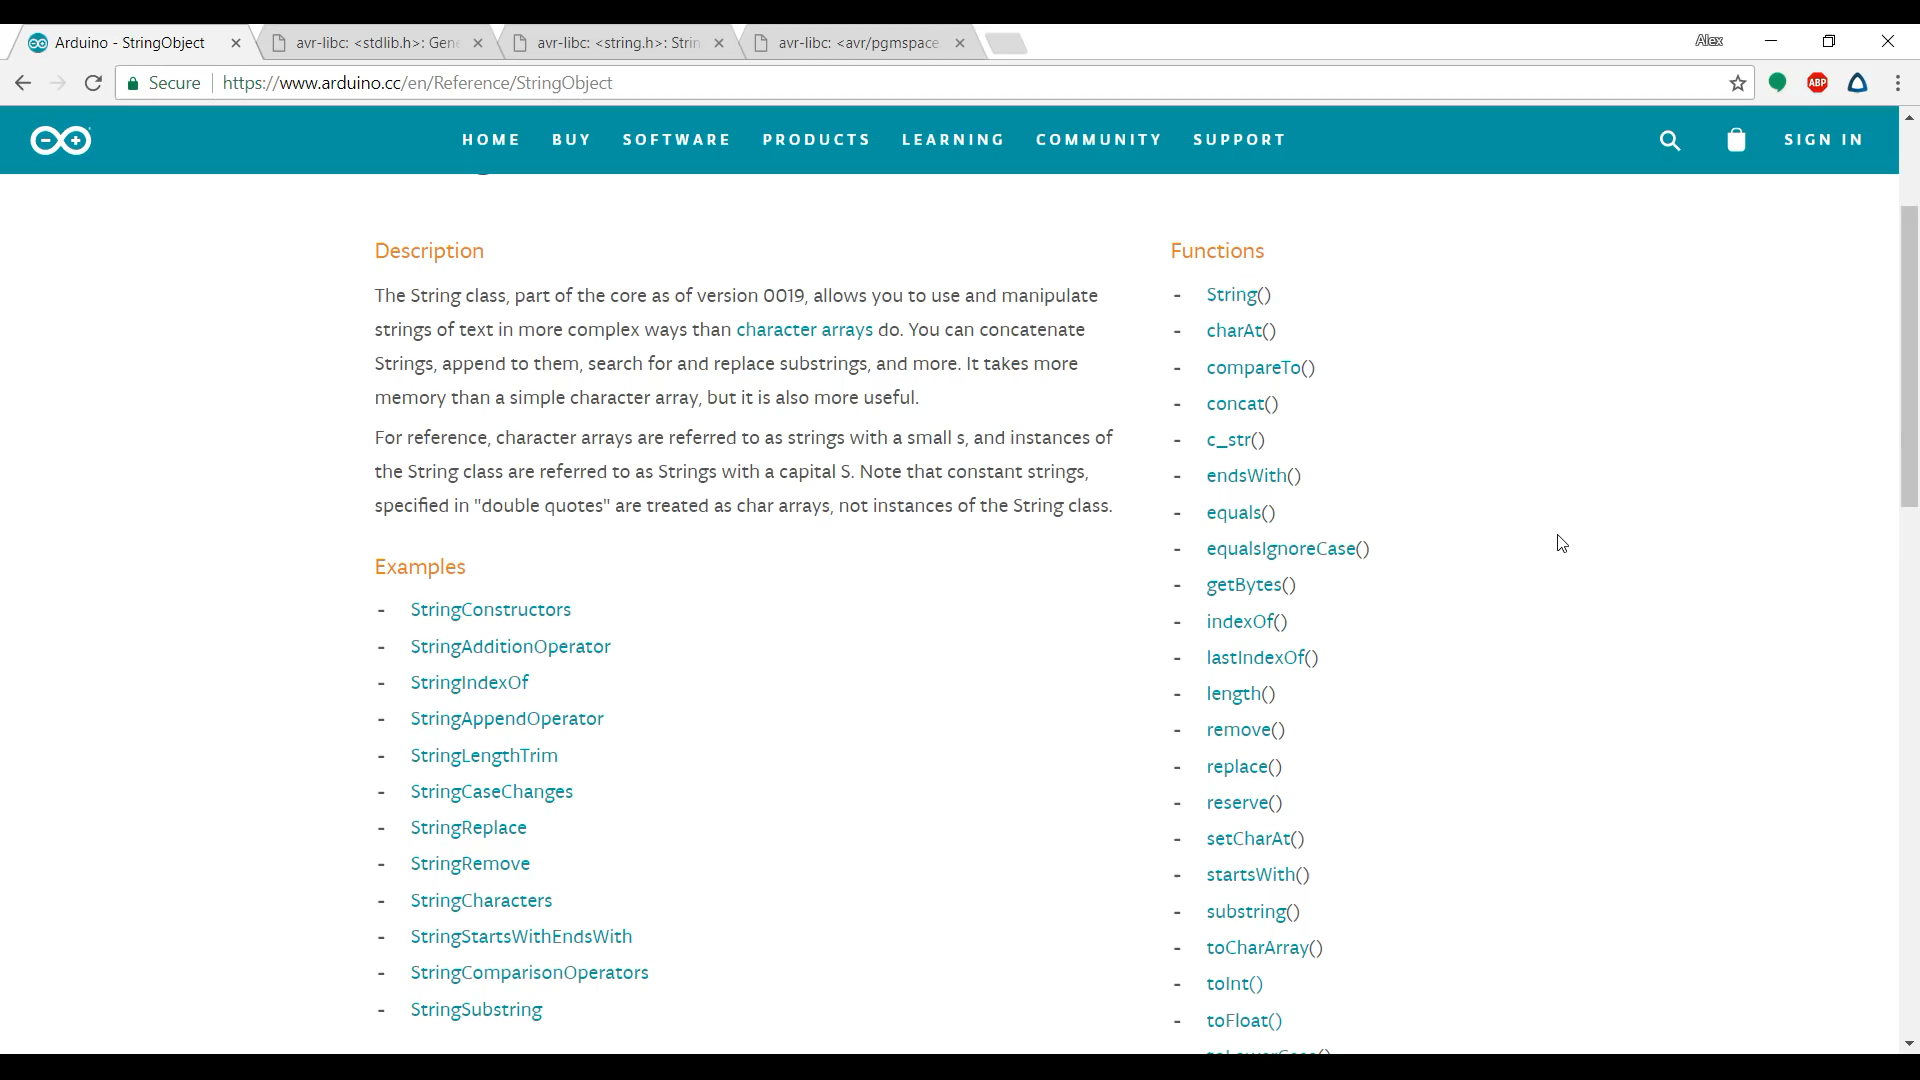 Arduino - StringObject
avr-libc: <stdlib.h>: Gene
avr-libc: <string.h>: Strin
avr-libc: <avr/pgmspace.
Alex
Secure
https://www.arduino.cc/en/Reference/StringObject
ABP
HOME
BUY
SOFTWARE
PRODUCTS
LEARNING
COMMUNITY
SUPPORT
SIGN IN
Description
The String class, part of the core as of version 0019, allows you to use and manipulate
strings of text in more complex ways than character arrays do. You can concatenate
Strings, append to them, search for and replace substrings, and more. It takes more
memory than a simple character array, but it is also more useful.
For reference, character arrays are referred to as strings with a small s, and instances of
the String class are referred to as Strings with a capital S. Note that constant strings,
specified in "double quotes" are treated as char arrays, not instances of the String class.
Examples
- StringConstructors
- StringAdditionOperator
- StringIndexOf
- StringAppendOperator
- StringLengthTrim
- StringCaseChanges
- StringReplace
- StringRemove
- StringCharacters
- StringStartsWithEndsWith
- StringComparisonOperators
- StringSubstring
Functions
- String()
- charAt()
- compareTo()
- concat()
- c_str()
- endsWith()
- equals()
- equalsIgnoreCase()
- getBytes()
- indexOf()
- lastIndexOf()
- length()
- remove()
- replace()
- reserve()
- setCharAt()
- startsWith()
- substring()
- toCharArray()
- toInt()
- toFloat()